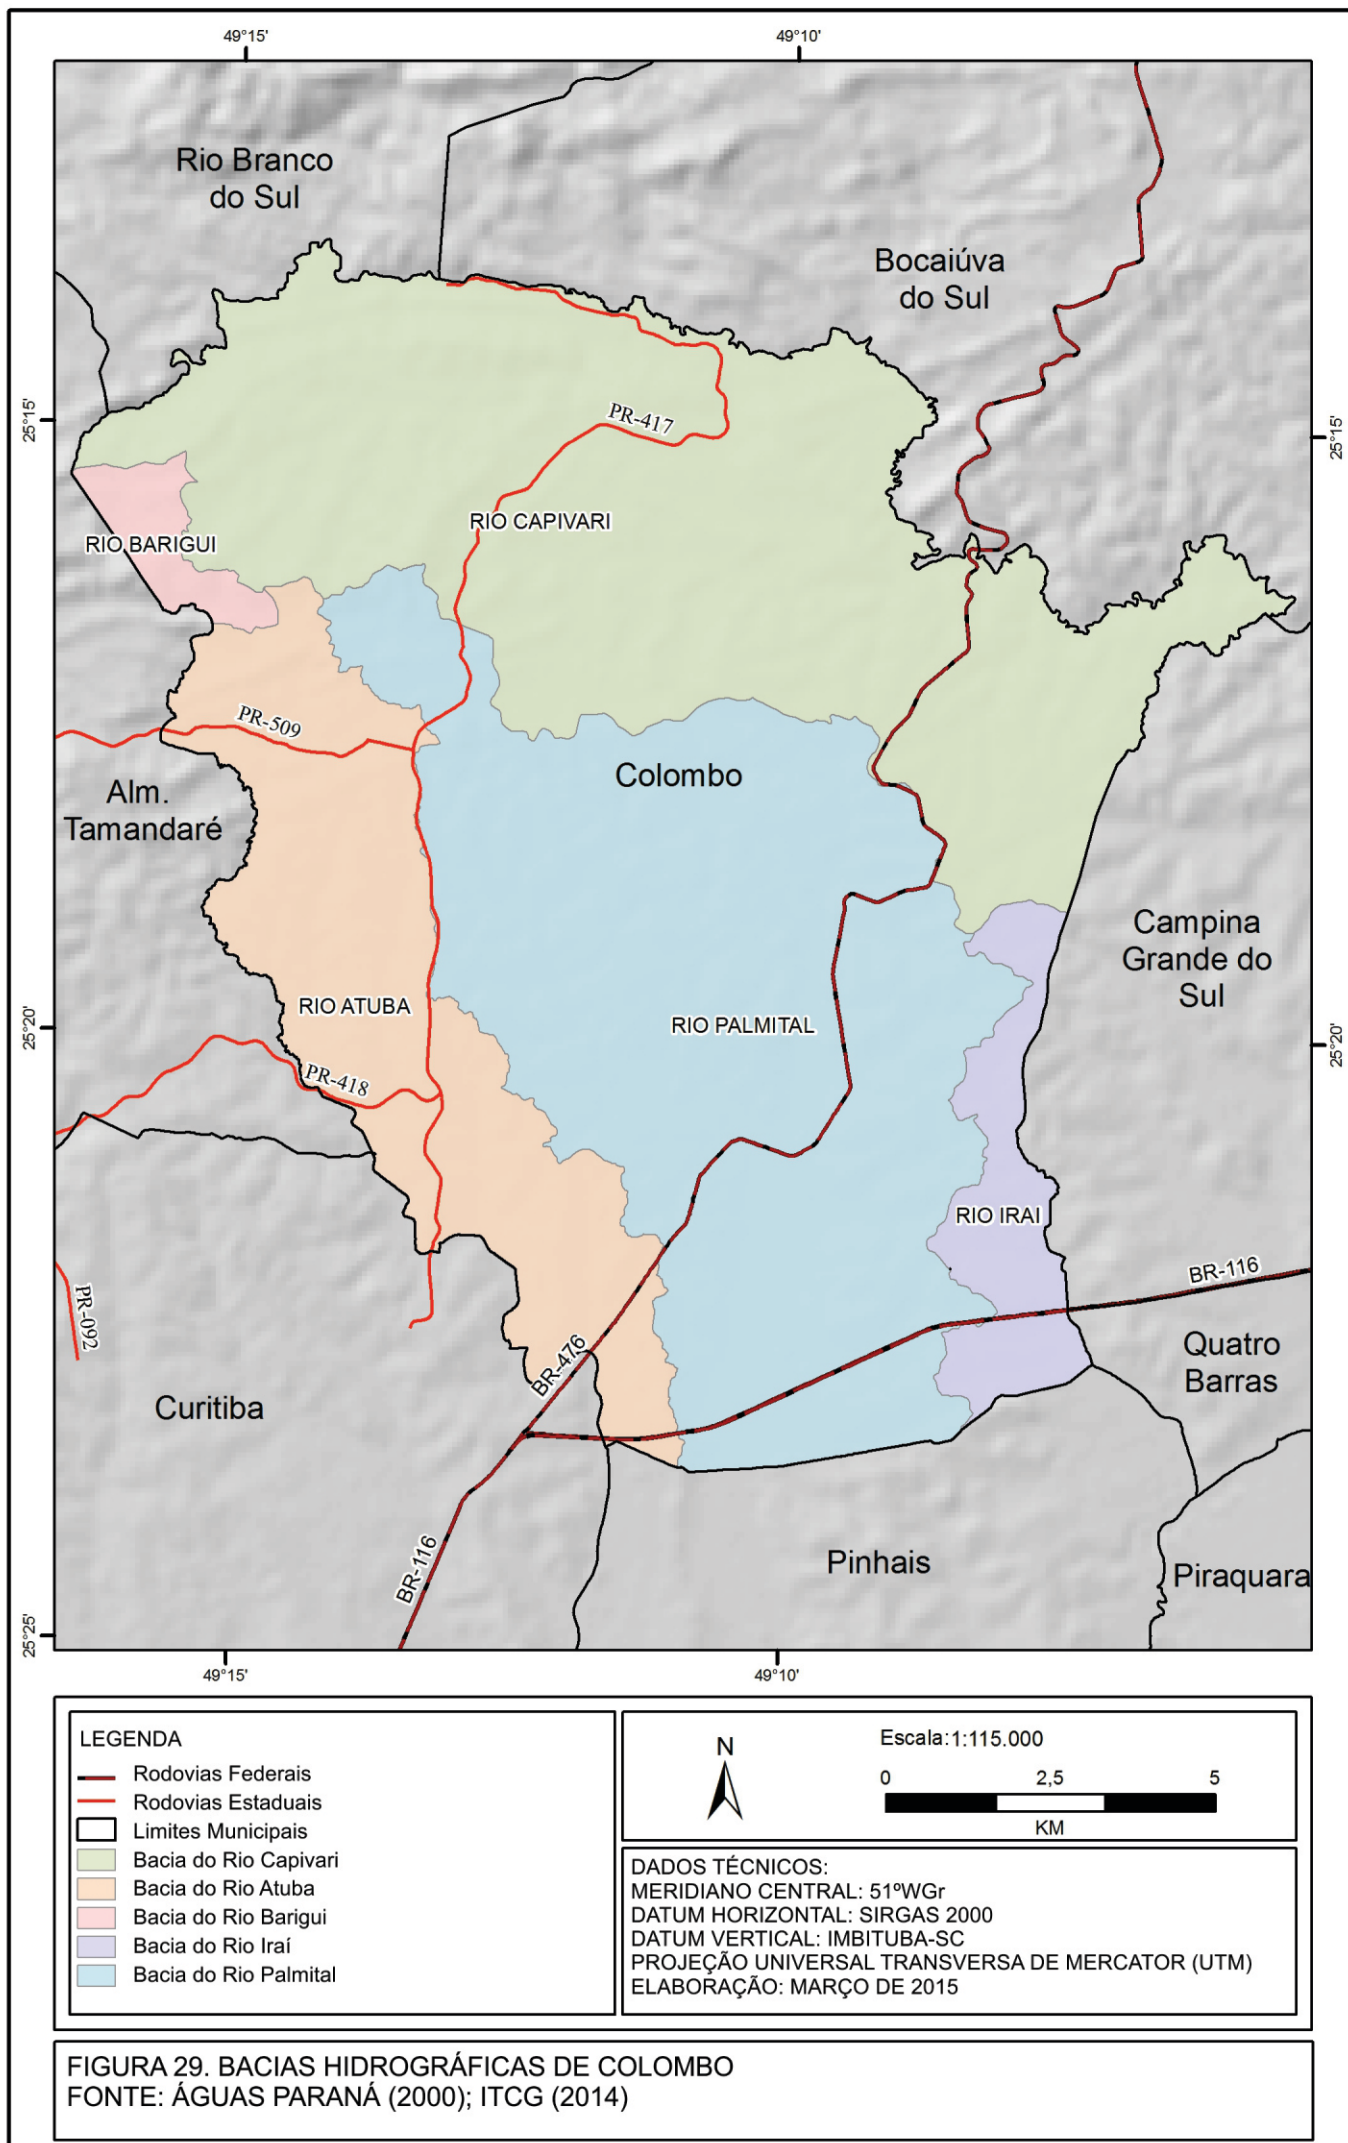 49°15'
49°10'
Rio Branco
do Sul
Bocaiúva
do Sul
25°15'
25°15'
PR-417
RIO CAPIVARI
RIO BARIGUI
PR-509
Colombo
Alm.
Tamandaré
Campina
Grande do
Sul
RIO ATUBA
RIO PALMITAL
25°20'
25°20'
PR-418
RIO IRAI
BR-116
PR-092
BR-476
Quatro
Barras
Curitiba
BR-116
Pinhais
Piraquara
25°25'
49°15'
49°10'
LEGENDA
Rodovias Federais
Rodovias Estaduais
Limites Municipais
Bacia do Rio Capivari
Bacia do Rio Atuba
Bacia do Rio Barigui
Bacia do Rio Iraí
Bacia do Rio Palmital
N
Escala:1:115.000
0 2,5 5
KM
DADOS TÉCNICOS:
MERIDIANO CENTRAL: 51ºWGr
DATUM HORIZONTAL: SIRGAS 2000
DATUM VERTICAL: IMBITUBA-SC
PROJEÇÃO UNIVERSAL TRANSVERSA DE MERCATOR (UTM)
ELABORAÇÃO: MARÇO DE 2015
FIGURA 29. BACIAS HIDROGRÁFICAS DE COLOMBO
FONTE: ÁGUAS PARANÁ (2000); ITCG (2014)